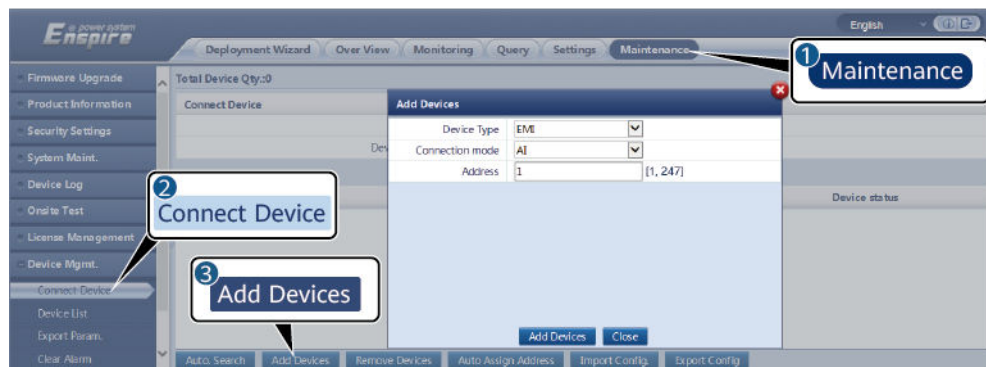 e power system
Enspire
English
Deployment Wizard Over View Monitoring Query Settings Maintenance
1 Maintenance
Firmware Upgrade
Product Information
Security Settings
System Maint.
Device Log
Onsite Test
License Management
Device Mgmt.
Connect Device
Device List
Export Param.
Clear Alarm
Total Device Qty.:0
Connect Device
Dev
Device status
Add Devices
Device Type EMI
Connection mode AI
Address 1 [1, 247]
Add Devices Close
2
Connect Device
3
Add Devices
Auto. Search Add Devices Remove Devices Auto Assign Address Import Config. Export Config